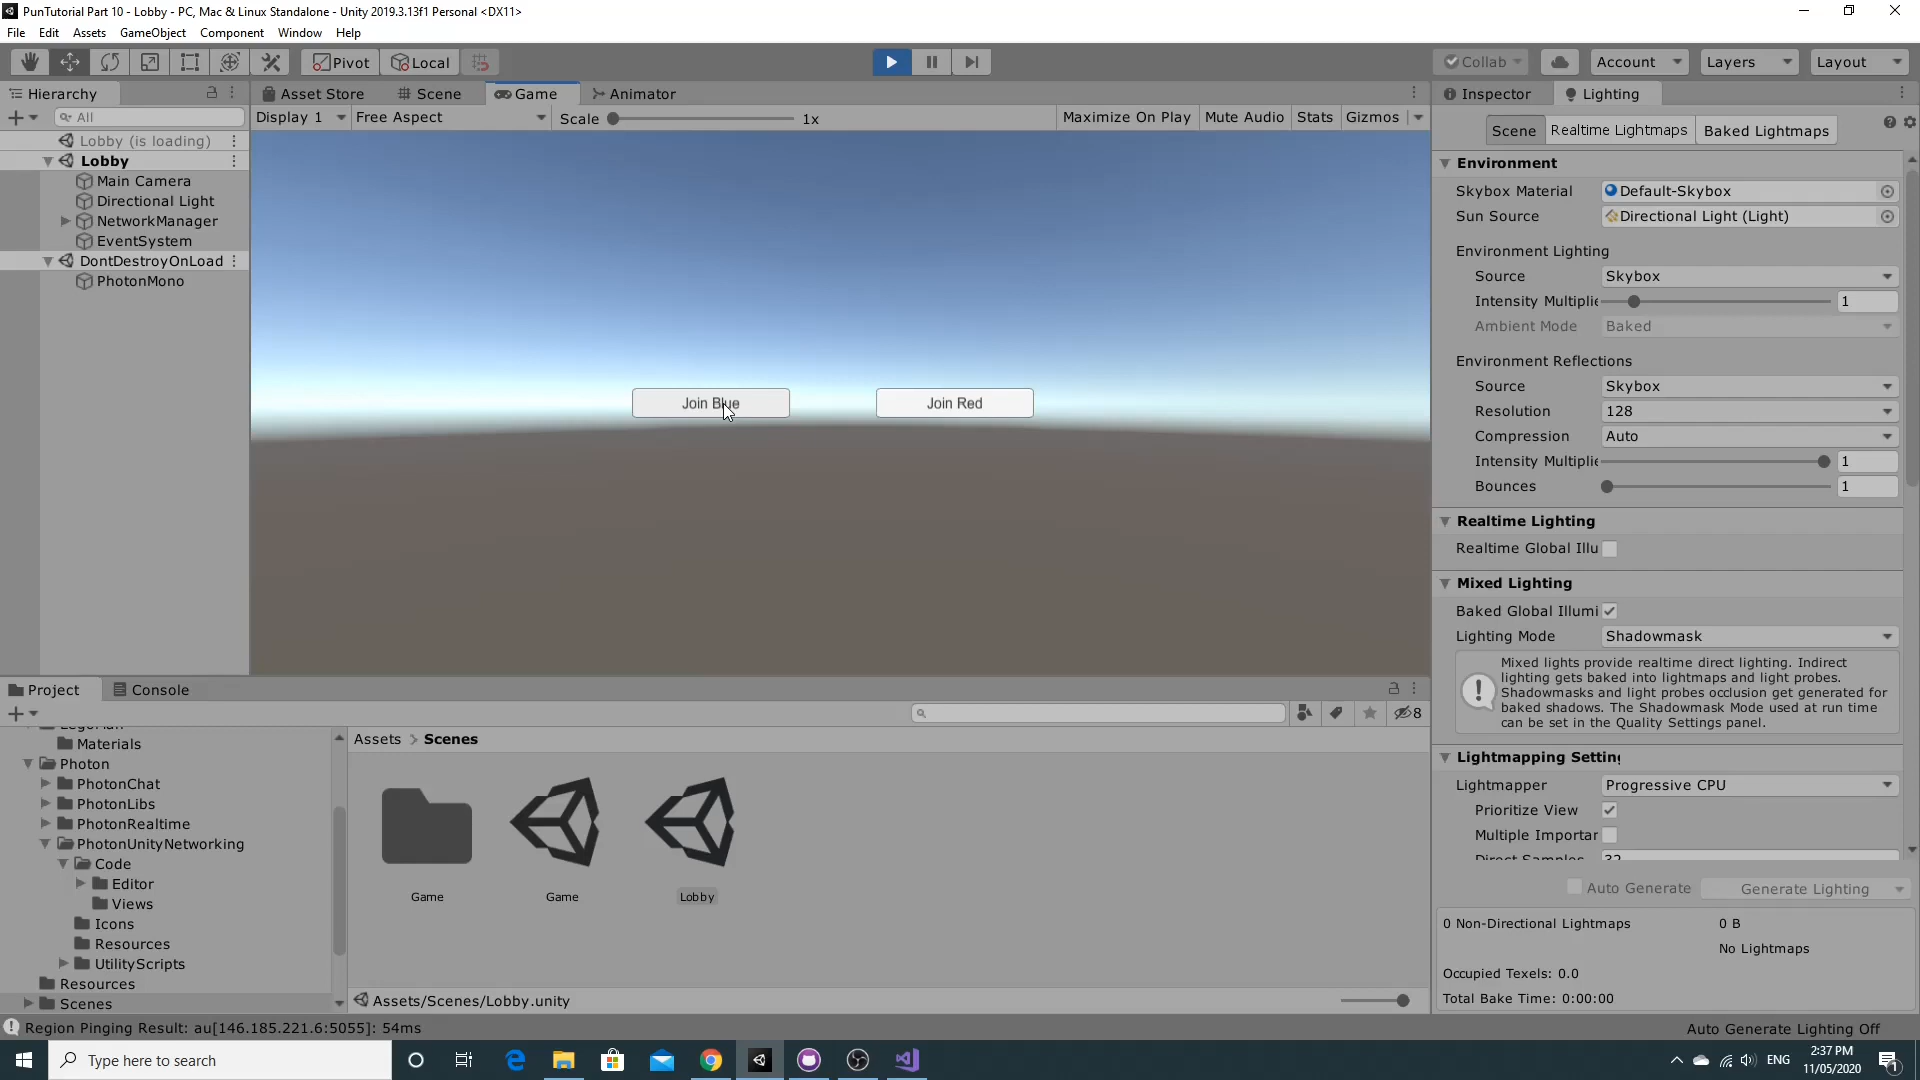 PunTutorial Part 10 - Lobby - PC, Mac & Linux Standalone - Unity 2019.3.13f1 Personal <DX11>
File Edit Assets GameObject Component Window Help
Pivot Local Collab Account Layers Layout
Hierarchy
All
Lobby (is loading)
Lobby
Main Camera
Directional Light
NetworkManager
EventSystem
DontDestroyOnLoad
PhotonMono
Asset Store Scene Game Animator
Display 1 Free Aspect Scale 1x Maximize On Play Mute Audio Stats Gizmos
Join Blue Join Red
Inspector Lighting
Scene Realtime Lightmaps Baked Lightmaps
Environment
Skybox Material Default-Skybox
Sun Source Directional Light (Light)
Environment Lighting
Source Skybox
Intensity Multiplie 1
Ambient Mode Baked
Environment Reflections
Source Skybox
Resolution 128
Compression Auto
Intensity Multiplie 1
Bounces 1
Realtime Lighting
Realtime Global Illu
Mixed Lighting
Baked Global Illumi
Lighting Mode Shadowmask
Mixed lights provide realtime direct lighting. Indirect
lighting gets baked into lightmaps and light probes.
Shadowmasks and light probes occlusion get generated for
baked shadows. The Shadowmask Mode used at run time
can be set in the Quality Settings panel.
Lightmapping Setting
Lightmapper Progressive CPU
Prioritize View
Multiple Importar
Auto Generate Generate Lighting
0 Non-Directional Lightmaps 0 B
No Lightmaps
Occupied Texels: 0.0
Total Bake Time: 0:00:00
Project Console
8
Materials
Photon
PhotonChat
PhotonLibs
PhotonRealtime
PhotonUnityNetworking
Code
Editor
Views
Icons
Resources
UtilityScripts
Resources
Scenes
Assets > Scenes
Game Game Lobby
Assets/Scenes/Lobby.unity
Region Pinging Result: au[146.185.221.6:5055]: 54ms
Auto Generate Lighting Off
Type here to search
ENG
2:37 PM
11/05/2020
1